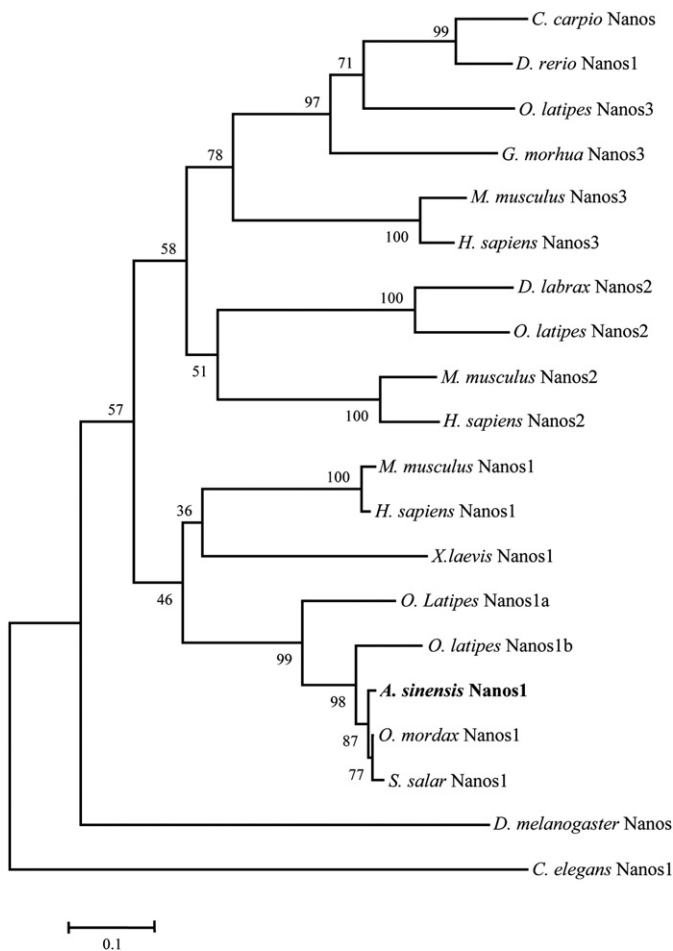 C. carpio Nanos
99
D. rerio Nanos1
71
O. latipes Nanos3
97
G. morhua Nanos3
78
M. musculus Nanos3
100
H. sapiens Nanos3
58
D. labrax Nanos2
100
O. latipes Nanos2
51
M. musculus Nanos2
100
H. sapiens Nanos2
57
M. musculus Nanos1
100
H. sapiens Nanos1
36
X.laevis Nanos1
46
O. Latipes Nanos1a
99
O. latipes Nanos1b
98
A. sinensis Nanos1
87
O. mordax Nanos1
77
S. salar Nanos1
D. melanogaster Nanos
C. elegans Nanos1
0.1